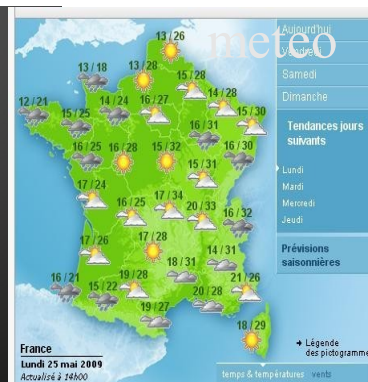 meteo
Aujourd'hui
Vendredi
Samedi
Dimanche
Tendances jours
suivants
Lundi
Mardi
Mercredi
Jeudi
Prévisions
saisonnières
13 / 26
13 / 18
13 / 28
15 / 28
14 / 28
12 / 21
15 / 25
14 / 24
16 / 27
15 / 30
16 / 31
16 / 25
16 / 28
15 / 32
16 / 30
15 / 31
17 / 24
16 / 25
17 / 34
20 / 33
16 / 32
17 / 26
17 / 28
18 / 31
14 / 31
16 / 21
15 / 22
19 / 28
19 / 27
20 / 28
21 / 26
18 / 29
Légende
des pictogramme
France
Lundi 25 mai 2009
Actualisé à 14h00
temps & températures vents